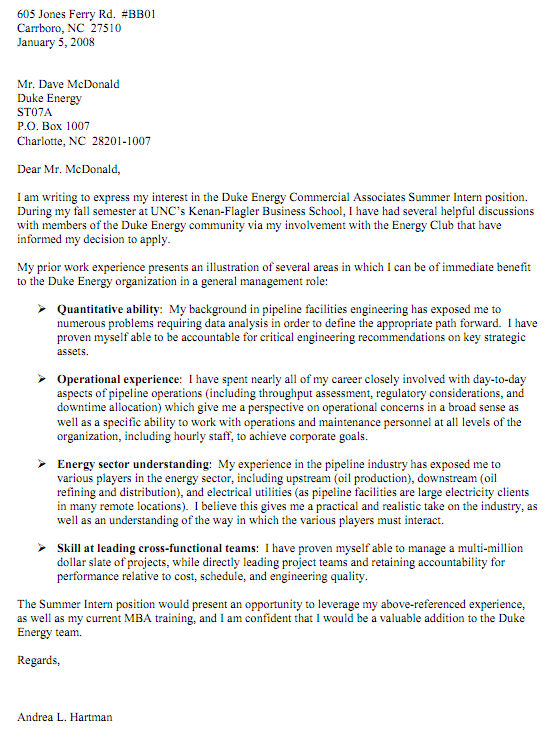 605 Jones Ferry Rd.  #BB01
Carrboro, NC  27510
January 5, 2008
Mr. Dave McDonald
Duke Energy
ST07A
P.O. Box 1007
Charlotte, NC  28201-1007
Dear Mr. McDonald,
I am writing to express my interest in the Duke Energy Commercial Associates Summer Intern position.
During my fall semester at UNC's Kenan-Flagler Business School, I have had several helpful discussions
with members of the Duke Energy community via my involvement with the Energy Club that have
informed my decision to apply.
My prior work experience presents an illustration of several areas in which I can be of immediate benefit
to the Duke Energy organization in a general management role:
➤ Quantitative ability:  My background in pipeline facilities engineering has exposed me to
numerous problems requiring data analysis in order to define the appropriate path forward.  I have
proven myself able to be accountable for critical engineering recommendations on key strategic
assets.
➤ Operational experience:  I have spent nearly all of my career closely involved with day-to-day
aspects of pipeline operations (including throughput assessment, regulatory considerations, and
downtime allocation) which give me a perspective on operational concerns in a broad sense as
well as a specific ability to work with operations and maintenance personnel at all levels of the
organization, including hourly staff, to achieve corporate goals.
➤ Energy sector understanding:  My experience in the pipeline industry has exposed me to
various players in the energy sector, including upstream (oil production), downstream (oil
refining and distribution), and electrical utilities (as pipeline facilities are large electricity clients
in many remote locations).  I believe this gives me a practical and realistic take on the industry, as
well as an understanding of the way in which the various players must interact.
➤ Skill at leading cross-functional teams:  I have proven myself able to manage a multi-million
dollar slate of projects, while directly leading project teams and retaining accountability for
performance relative to cost, schedule, and engineering quality.
The Summer Intern position would present an opportunity to leverage my above-referenced experience,
as well as my current MBA training, and I am confident that I would be a valuable addition to the Duke
Energy team.
Regards,
Andrea L. Hartman